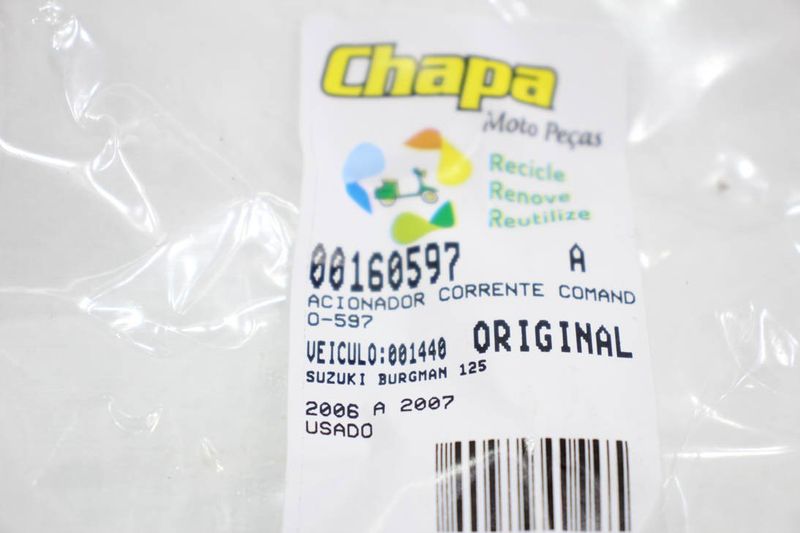 Chapa
Moto Peças
Recicle
Renove
Reutilize
00160597 A
ACIONADOR CORRENTE COMAND
O-597
VEICULO:001440 ORIGINAL
SUZUKI BURGMAN 125
2006 A 2007
USADO